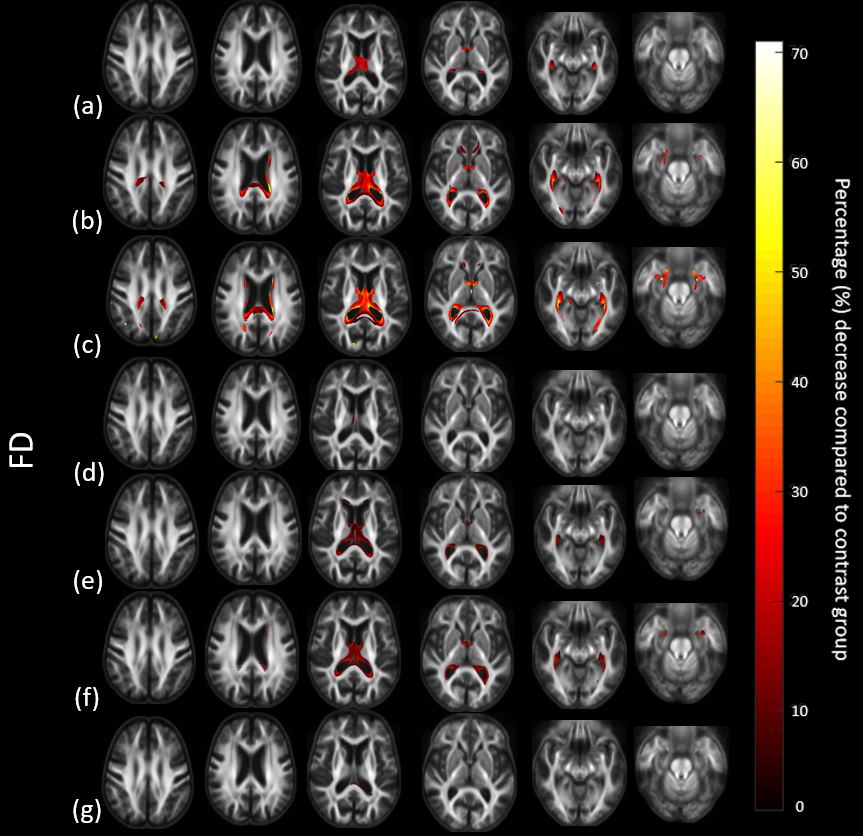 FD
(a)
(b)
(c)
(d)
(e)
(f)
(g)
70
60
50
40
30
20
10
0
Percentage (%) decrease compared to contrast group